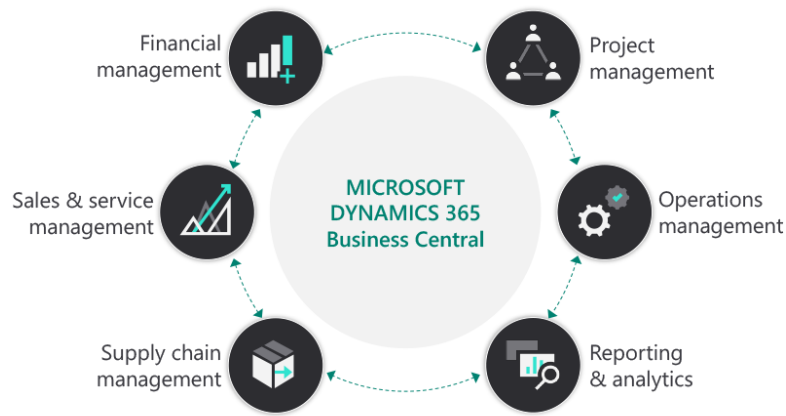 Financial
management
Project
management
Sales & service
management
MICROSOFT
DYNAMICS 365
Business Central
Operations
management
Supply chain
management
Reporting
& analytics